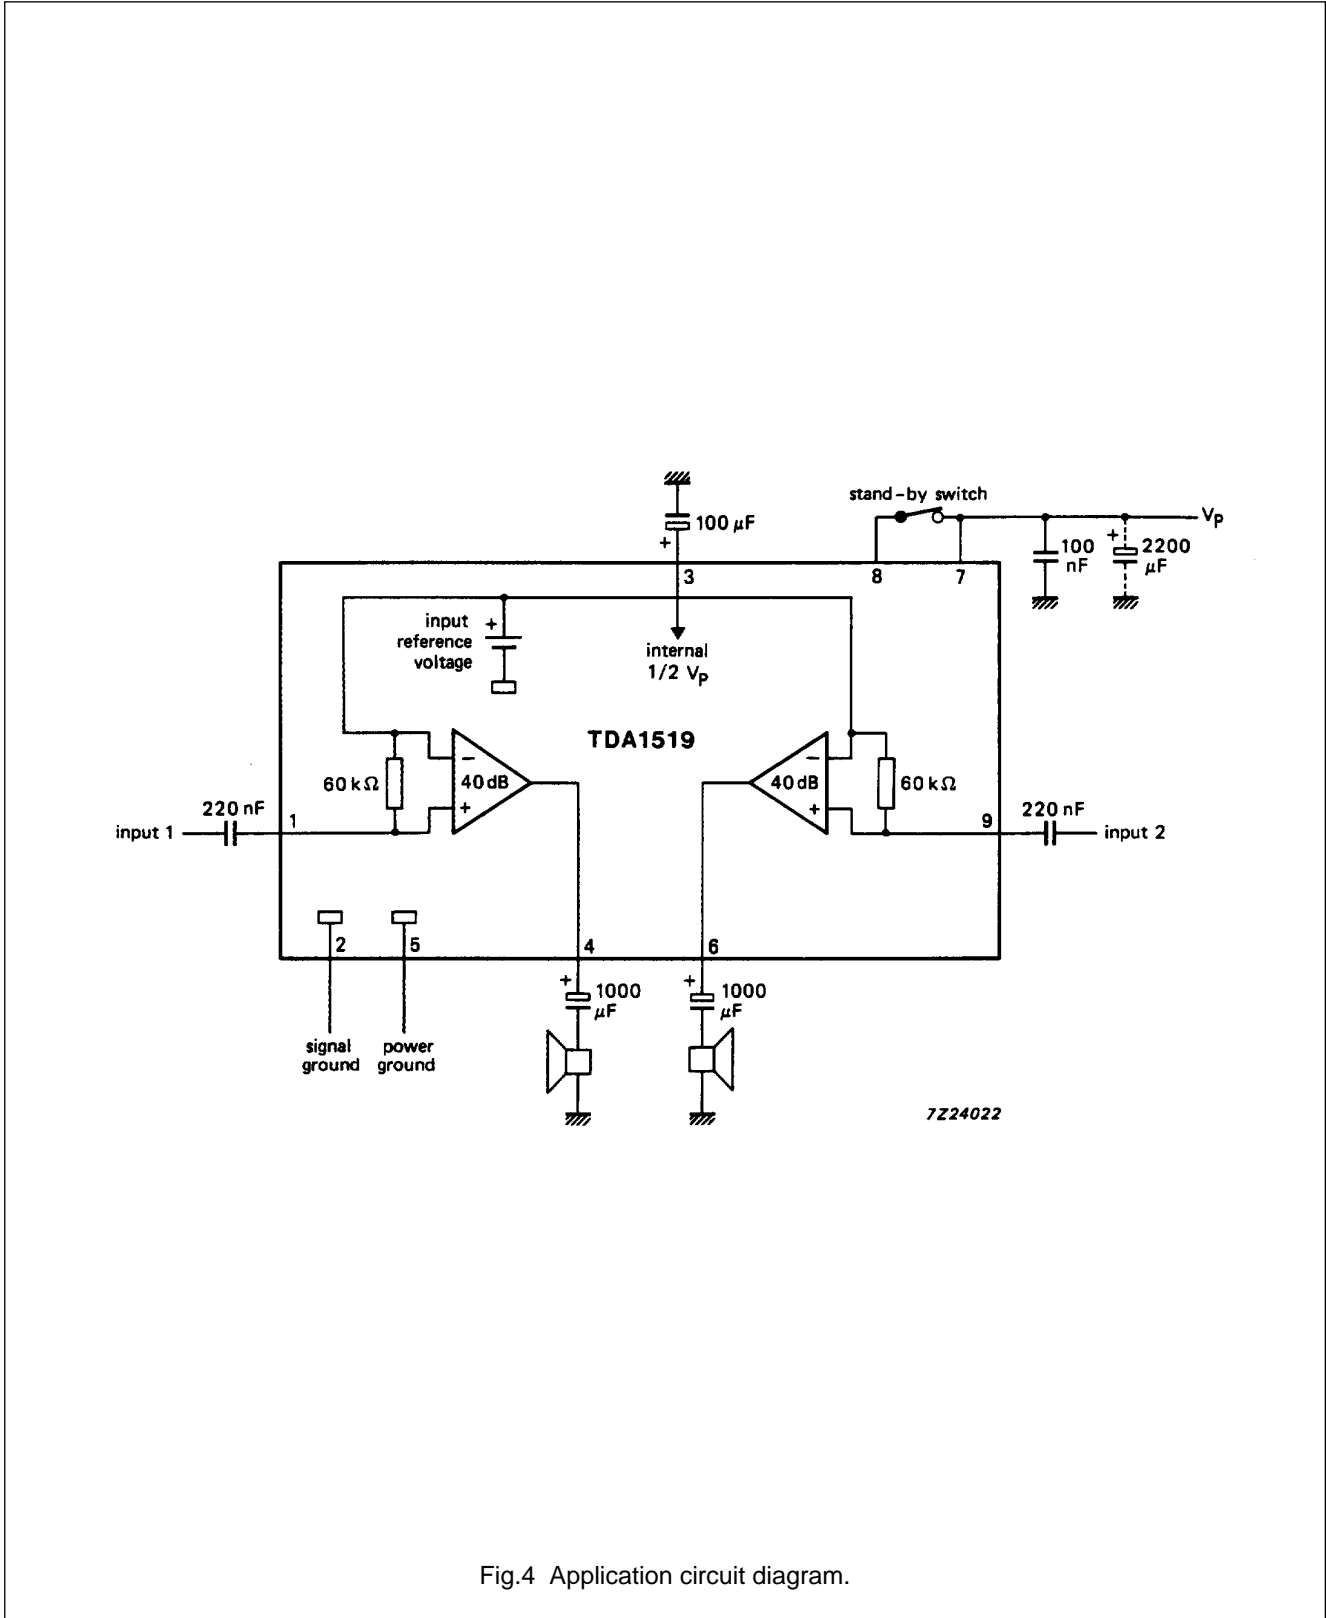 100 μF
+
3
stand-by switch
8
7
VP
100
nF
+
2200
μF
input
reference
voltage
+
internal
1/2 VP
TDA1519
60 kΩ
−
40 dB
+
−
40 dB
+
60 kΩ
220 nF
input 1
1
9
220 nF
input 2
2
5
4
6
signal
ground
power
ground
+
1000
μF
+
1000
μF
7Z24022
Fig.4 Application circuit diagram.